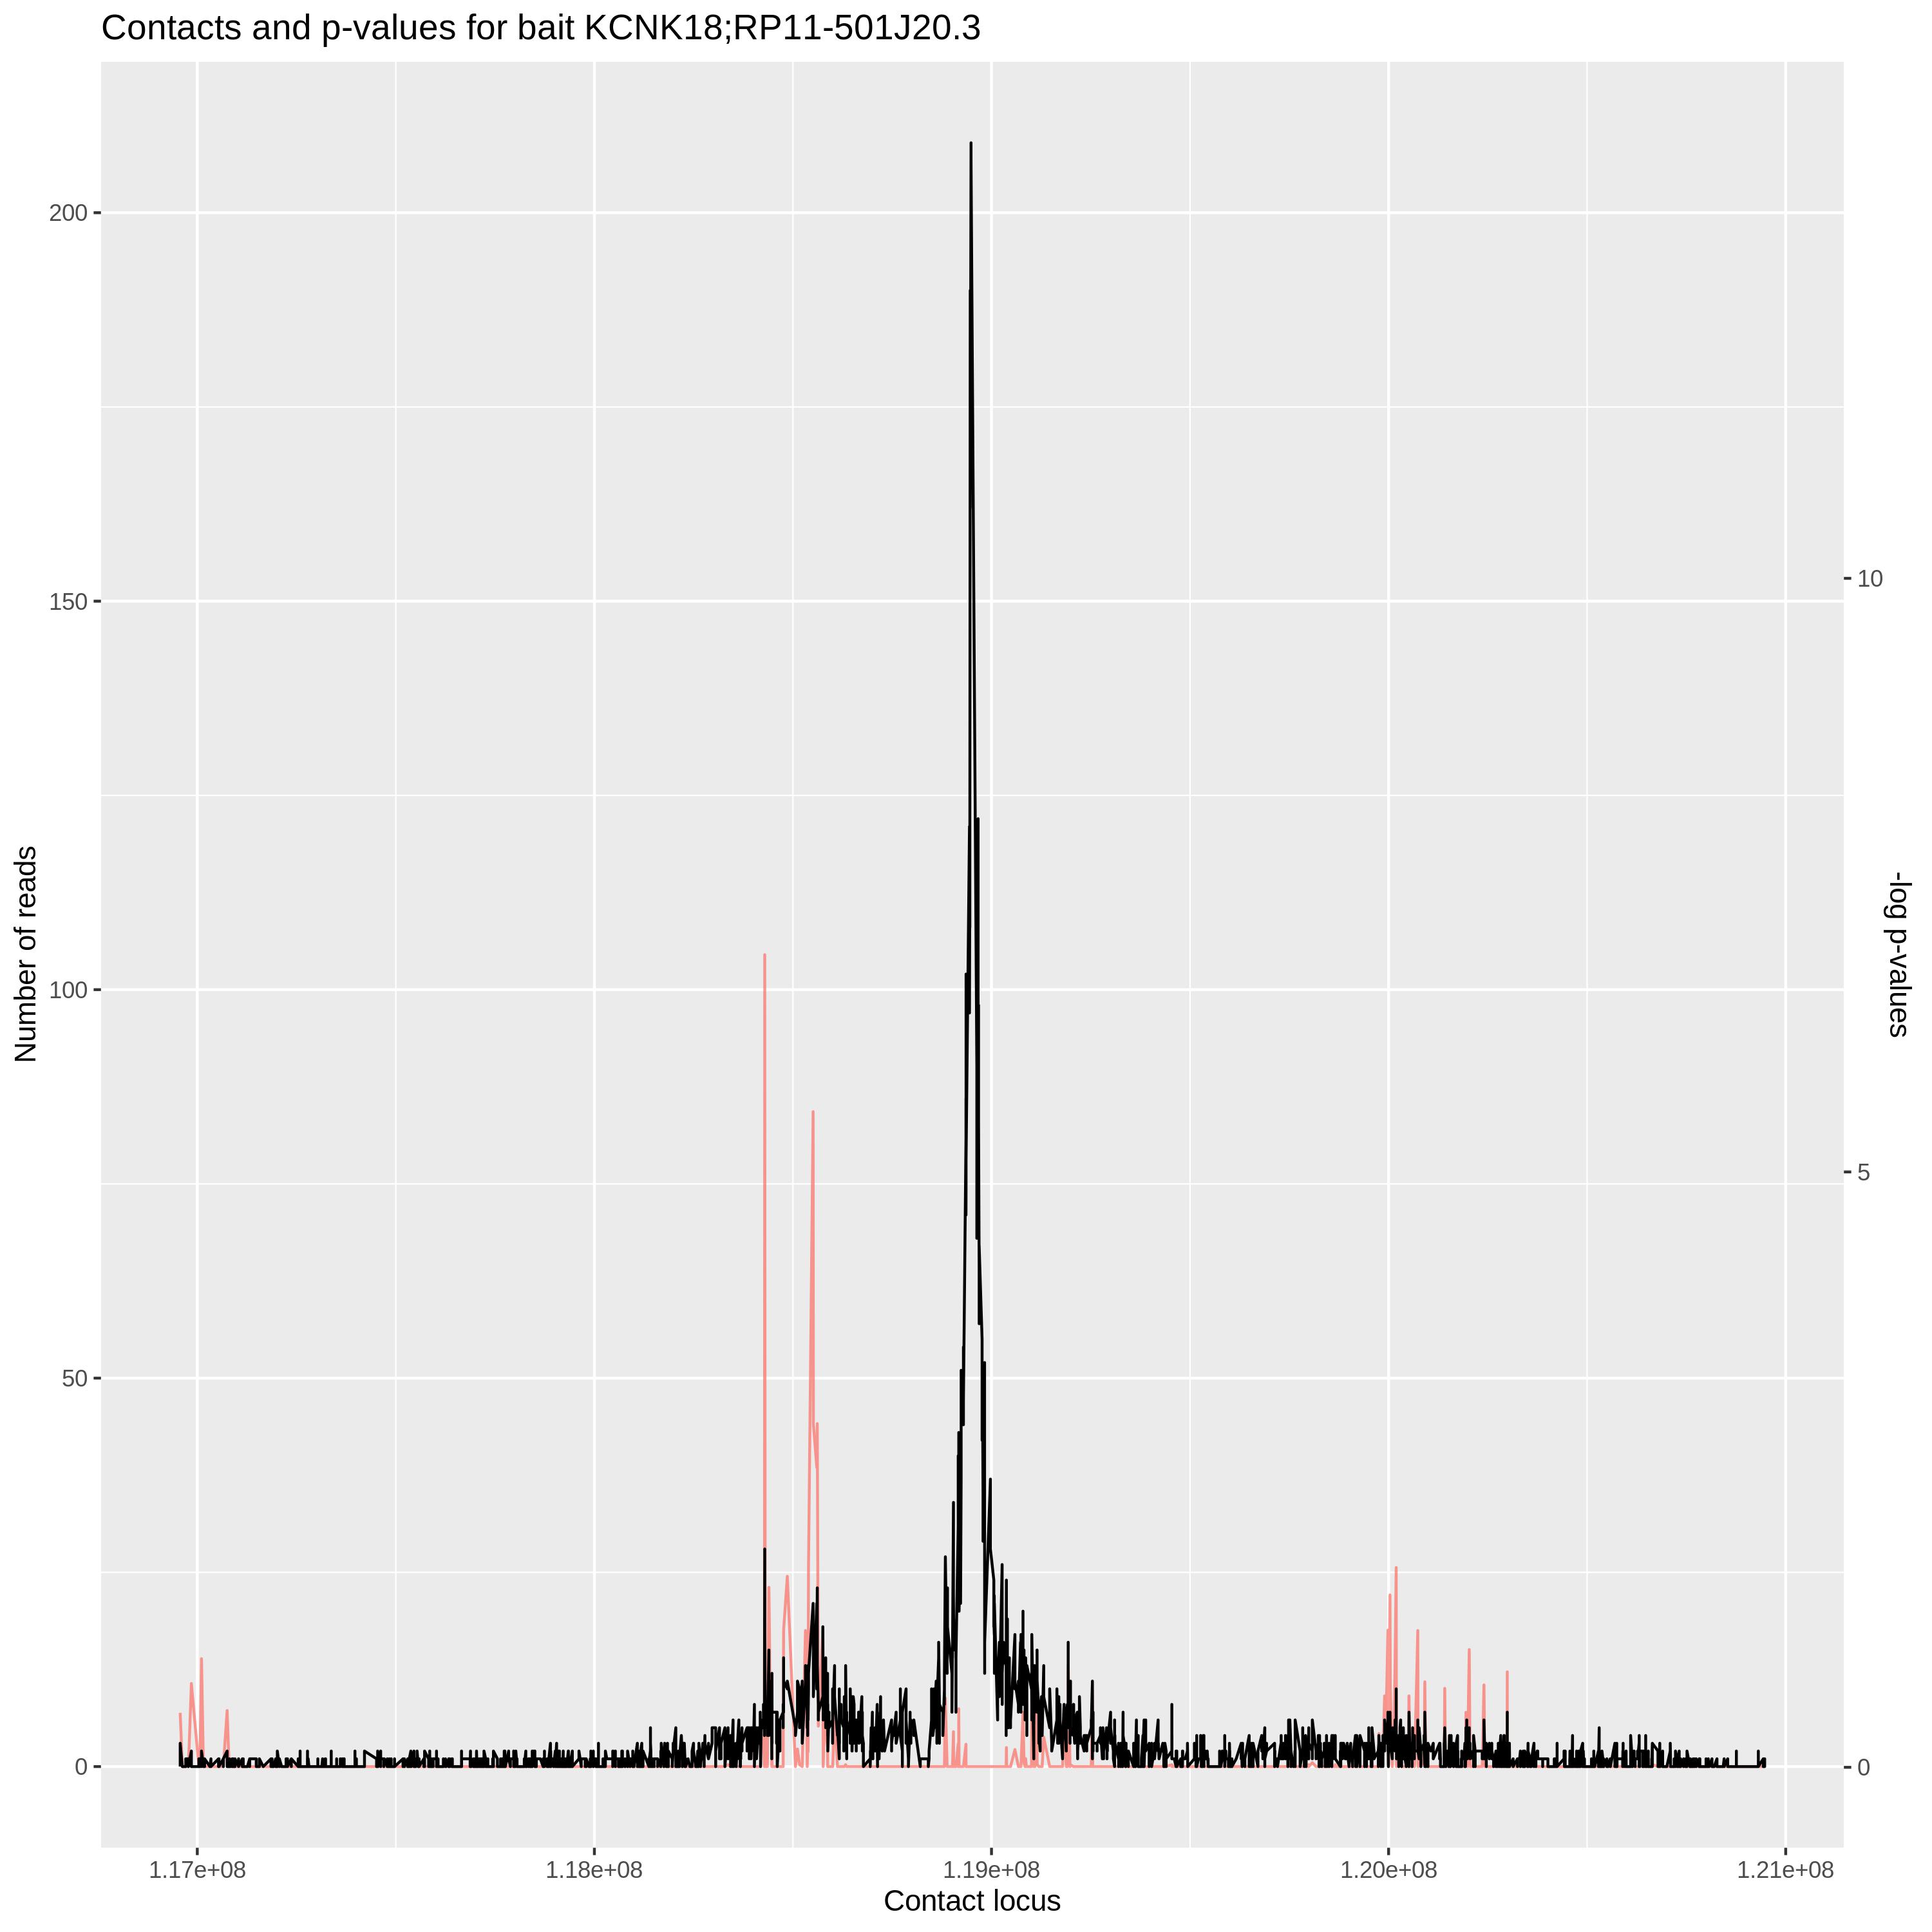 Contacts and p-values for bait KCNK18;RP11-501J20.3
200
150
100
50
0
Number of reads
10
5
0
-log p-values
1.17e+08 1.18e+08 1.19e+08 1.20e+08 1.21e+08
Contact locus